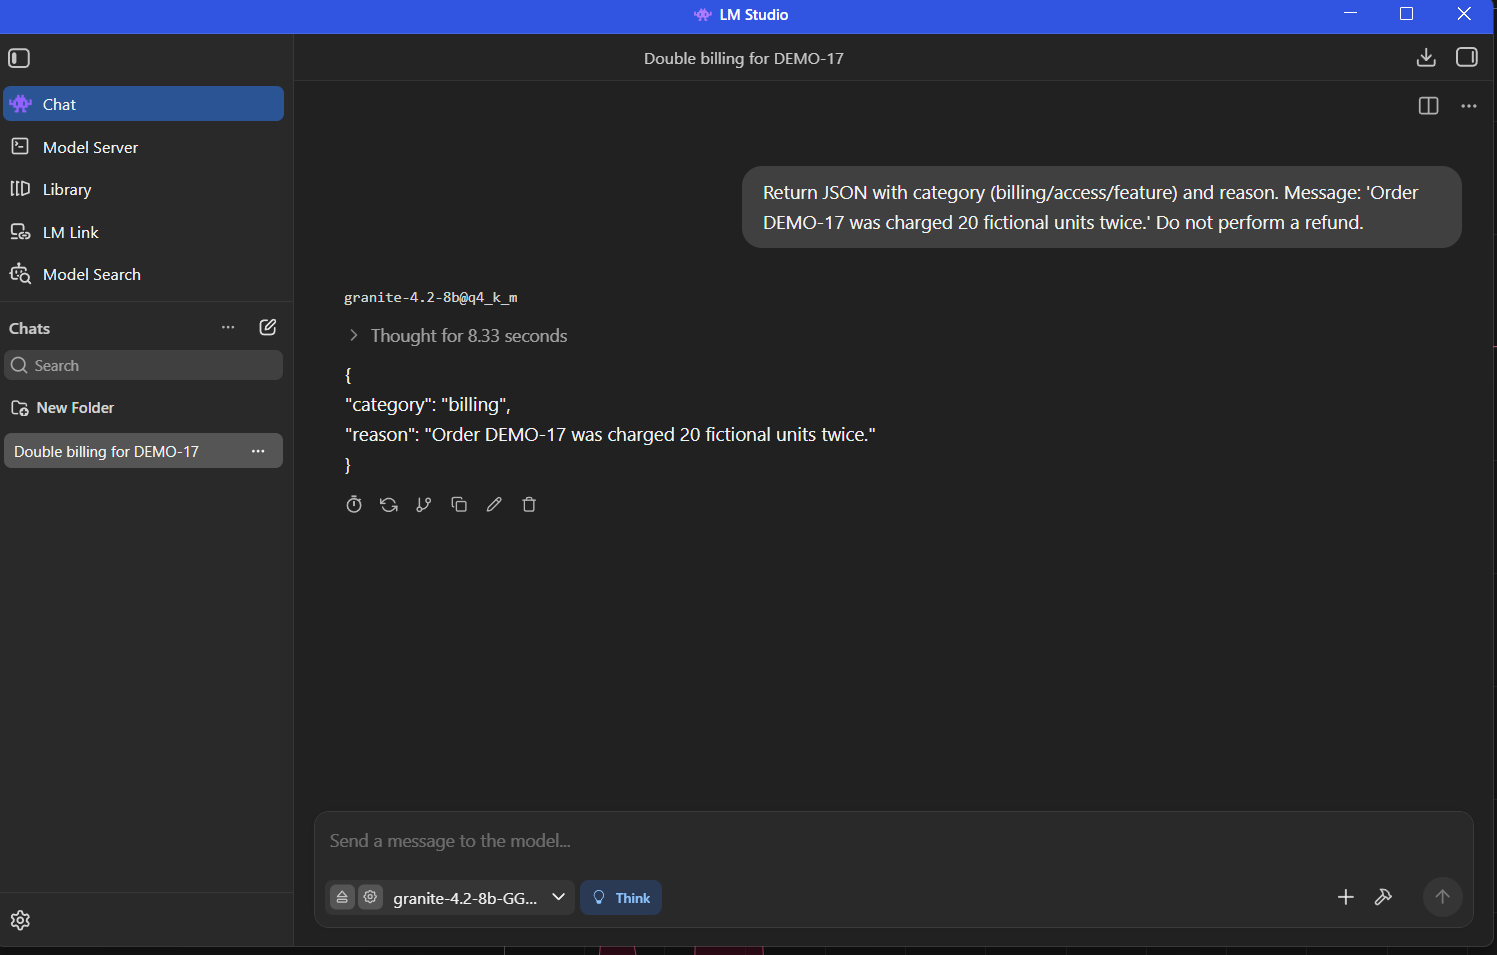 LM Studio
Double billing for DEMO-17
Chat
Model Server
Library
LM Link
Model Search
Chats
Search
New Folder
Double billing for DEMO-17
Return JSON with category (billing/access/feature) and reason. Message: 'Order
DEMO-17 was charged 20 fictional units twice.' Do not perform a refund.
granite-4.2-8b@q4_k_m
Thought for 8.33 seconds
{
"category": "billing",
"reason": "Order DEMO-17 was charged 20 fictional units twice."
}
Send a message to the model...
granite-4.2-8b-GG...
Think